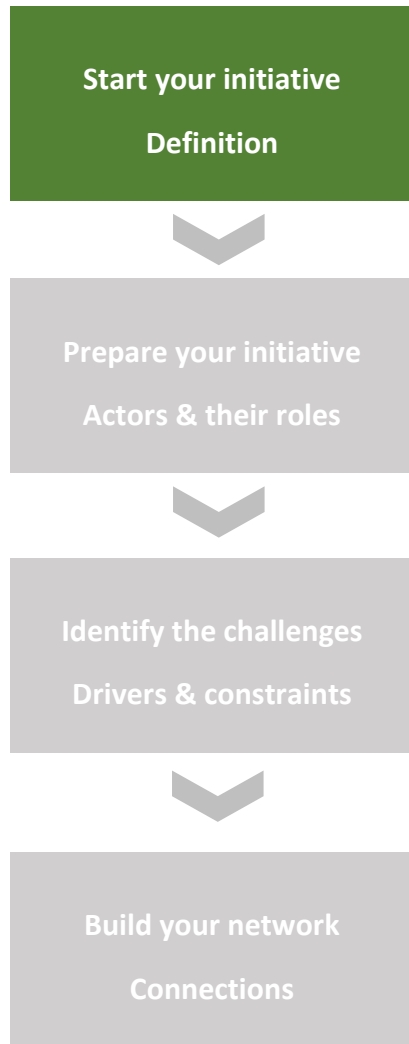 Start your initiative
Definition
Prepare your initiative
Actors & their roles
Identify the challenges
Drivers & constraints
Build your network
Connections